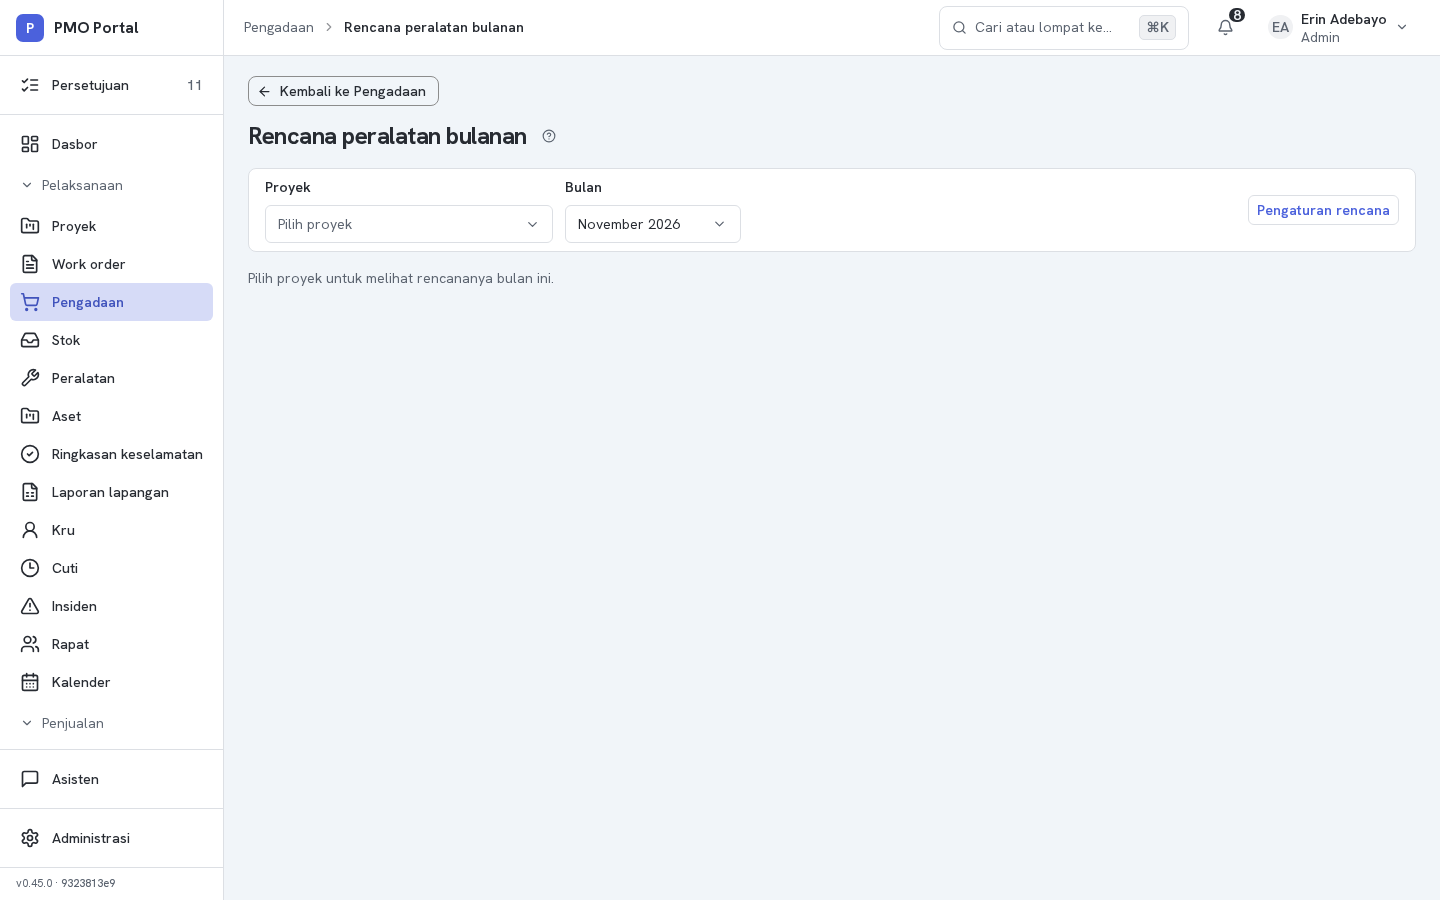 P PMO Portal
Pengadaan
Rencana peralatan bulanan
Cari atau lompat ke...
⌘K
8
EA
Erin Adebayo
Admin
Persetujuan 11
Dasbor
Pelaksanaan
Proyek
Work order
Pengadaan
Stok
Peralatan
Aset
Ringkasan keselamatan
Laporan lapangan
Kru
Cuti
Insiden
Rapat
Kalender
Penjualan
Asisten
Administrasi
v0.45.0 · 9323813e9
Kembali ke Pengadaan
Rencana peralatan bulanan
Proyek
Pilih proyek
Bulan
November 2026
Pengaturan rencana
Pilih proyek untuk melihat rencananya bulan ini.